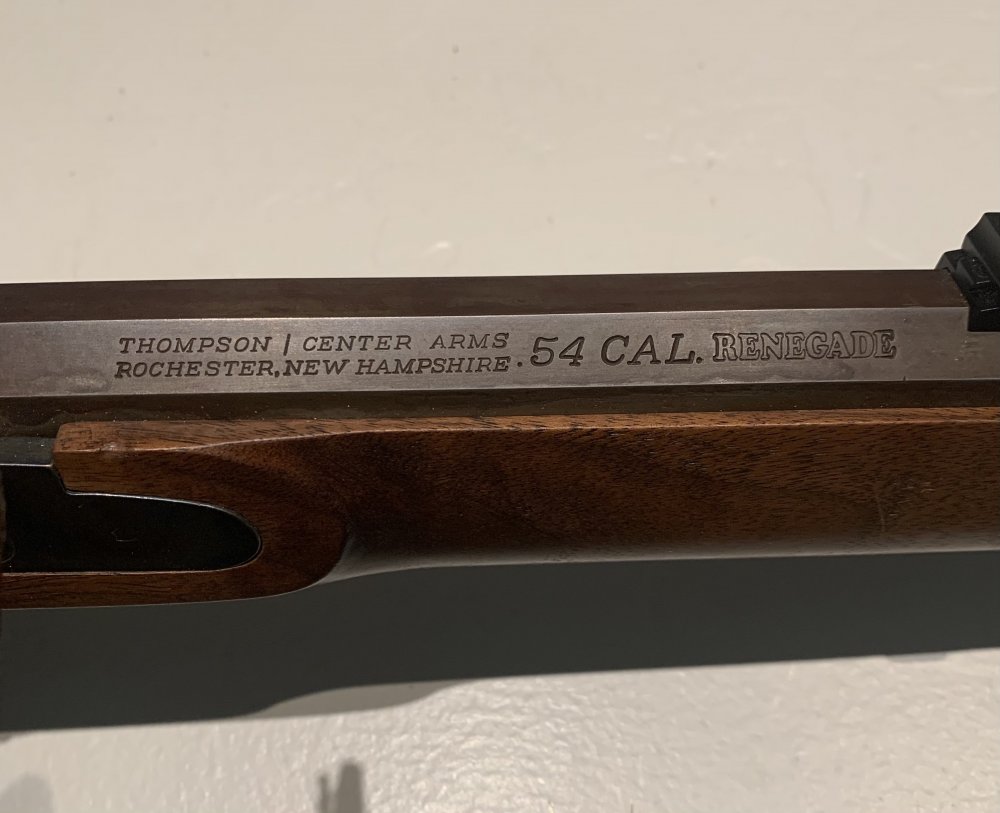 THOMPSON | CENTER ARMS
ROCHESTER, NEW HAMPSHIRE. .54 CAL. RENEGADE